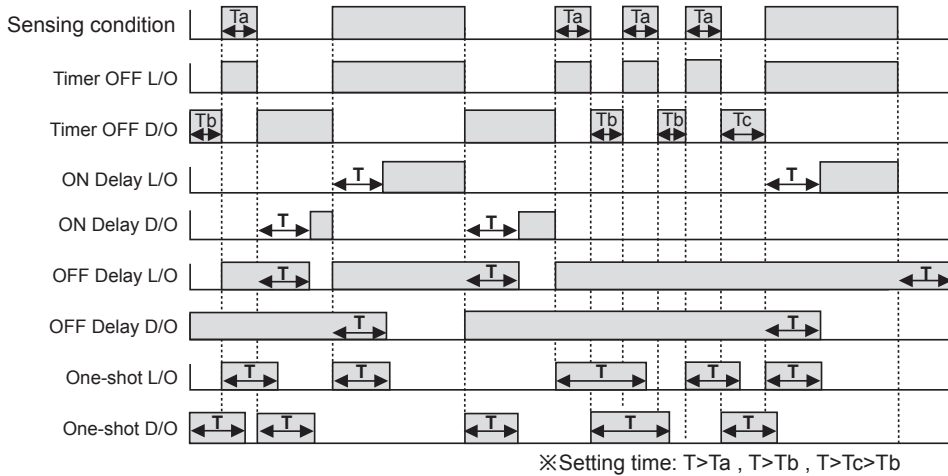 Sensing condition Ta Ta Ta Ta
Timer OFF L/O
Timer OFF D/O Tb Tb Tb Tc
ON Delay L/O T T
ON Delay D/O T T
OFF Delay L/O T T T
OFF Delay D/O T T
One-shot L/O T T T T T
One-shot D/O T T T T T
※Setting time: T>Ta , T>Tb , T>Tc>Tb